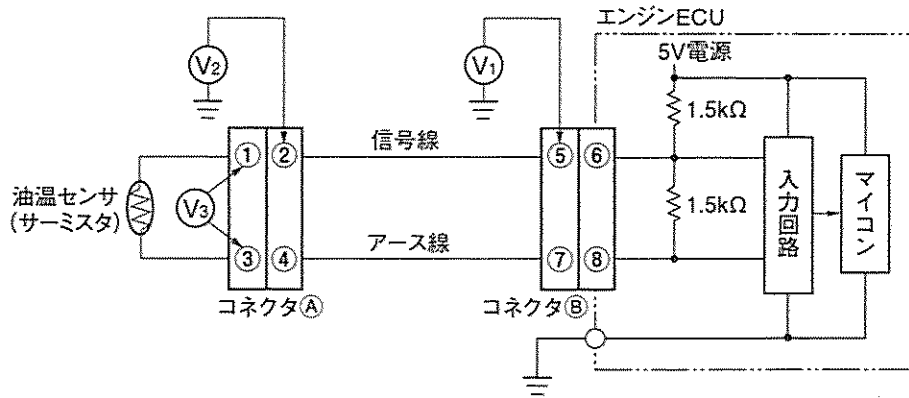 エンジンECU
5V電源
V2
V1
1.5kΩ
信号線
① ② ⑤ ⑥
油温センサ
(サーミスタ)
V3
1.5kΩ
入力回路
マイコン
アース線
③ ④ ⑦ ⑧
コネクタⒶ
コネクタⒷ